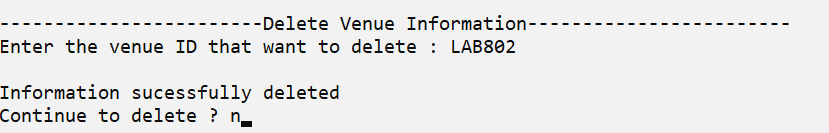 ------------------------Delete Venue Information------------------------
Enter the venue ID that want to delete : LAB802
Information sucessfully deleted
Continue to delete ? n